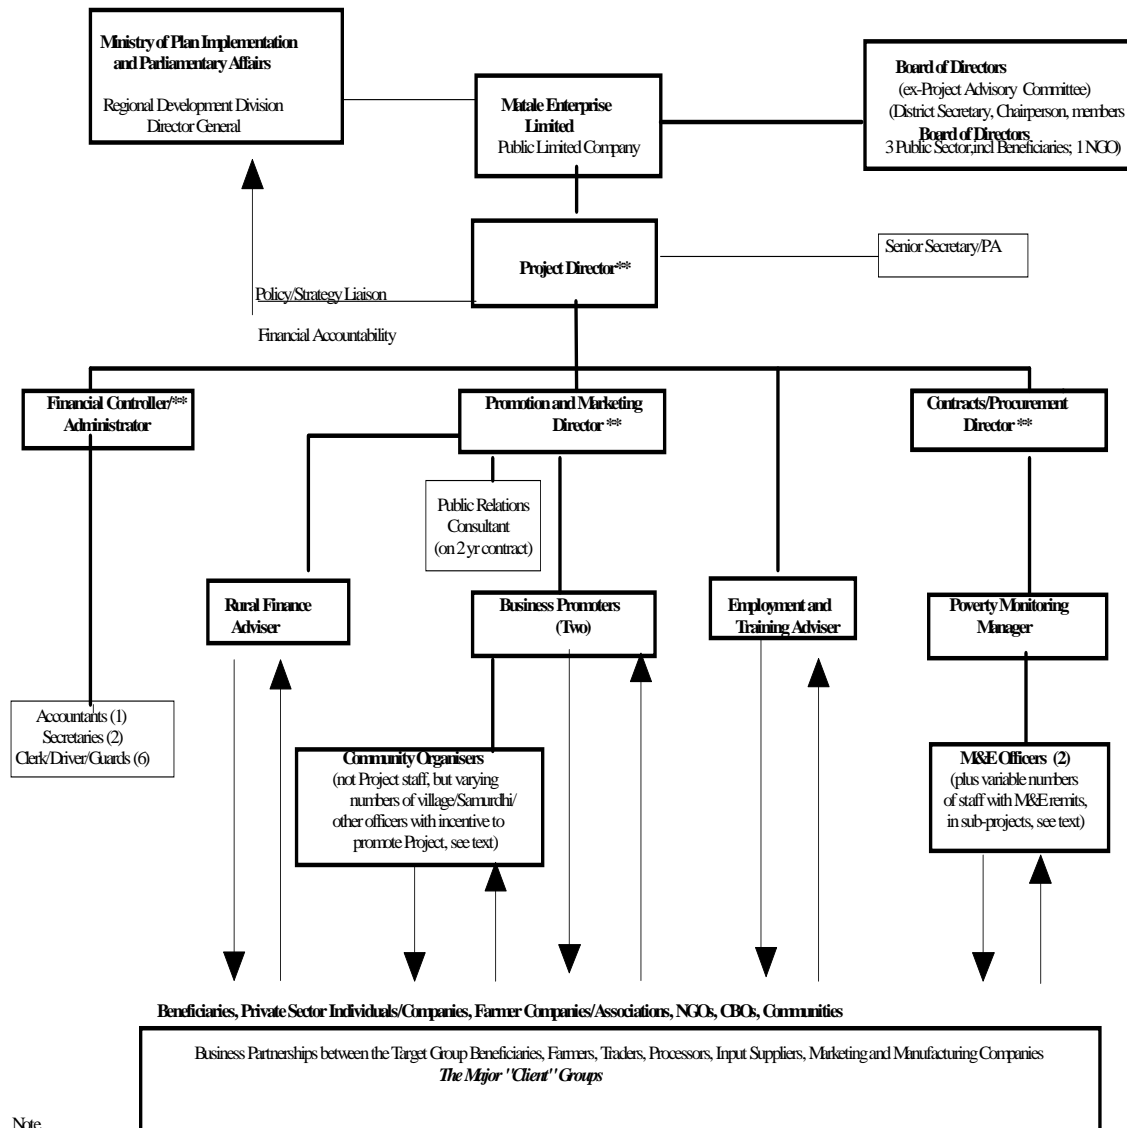 Ministry of Plan Implementation
and Parliamentary Affairs
Regional Development Division
Director General
Matale Enterprise
Limited
Public Limited Company
Board of Directors
(ex-Project Advisory Committee)
(District Secretary, Chairperson, members
Board of Directors
3 Public Sector,incl Beneficiaries; 1 NGO)
Project Director**
Senior Secretary/PA
Policy/Strategy Liaison
Financial Accountability
Financial Controller/**
Administrator
Promotion and Marketing
Director **
Contracts/Procurement
Director **
Public Relations
Consultant
(on 2 yr contract)
Rural Finance
Adviser
Business Promoters
(Two)
Employment and
Training Adviser
Poverty Monitoring
Manager
Accountants (1)
Secretaries (2)
Clerk/Driver/Guards (6)
Community Organisers
(not Project staff, but varying
numbers of village/Samurdhi/
other officers with incentive to
promote Project, see text)
M&E Officers (2)
(plus variable numbers
of staff with M&E remits,
in sub-projects, see text)
Beneficiaries, Private Sector Individuals/Companies, Farmer Companies/Associations, NGOs, CBOs, Communities
Business Partnerships between the Target Group Beneficiaries, Farmers, Traders, Processors, Input Suppliers, Marketing and Manufacturing Companies
The Major "Client" Groups
Note